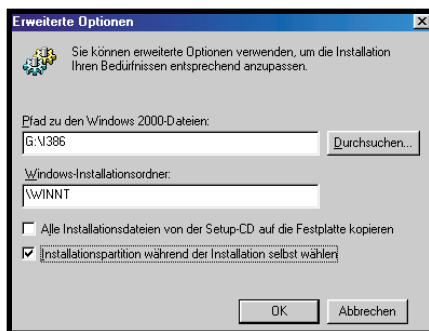 Erweiterte Optionen
Sie können erweiterte Optionen verwenden, um die Installation
Ihren Bedürfnissen entsprechend anzupassen.
Pfad zu den Windows 2000-Dateien:
G:\I386
Durchsuchen...
Windows-Installationsordner:
\WINNT
Alle Installationsdateien von der Setup-CD auf die Festplatte kopieren
Installationspartition während der Installation selbst wählen
OK
Abbrechen